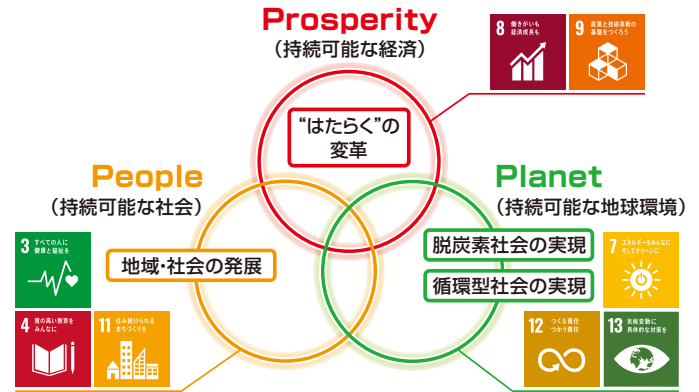 Prosperity
(持続可能な経済)
8 働きがいも
経済成長も
9 産業と技術革新の
基盤をつくろう
“はたらく”の
変革
People
(持続可能な社会)
3 すべての人に
健康と福祉を
地域・社会の発展
4 質の高い教育を
みんなに
11 住み続けられる
まちづくりを
Planet
(持続可能な地球環境)
脱炭素社会の実現
循環型社会の実現
7 エネルギーをみんなに
そしてクリーンに
12 つくる責任
つかう責任
13 気候変動に
具体的な対策を